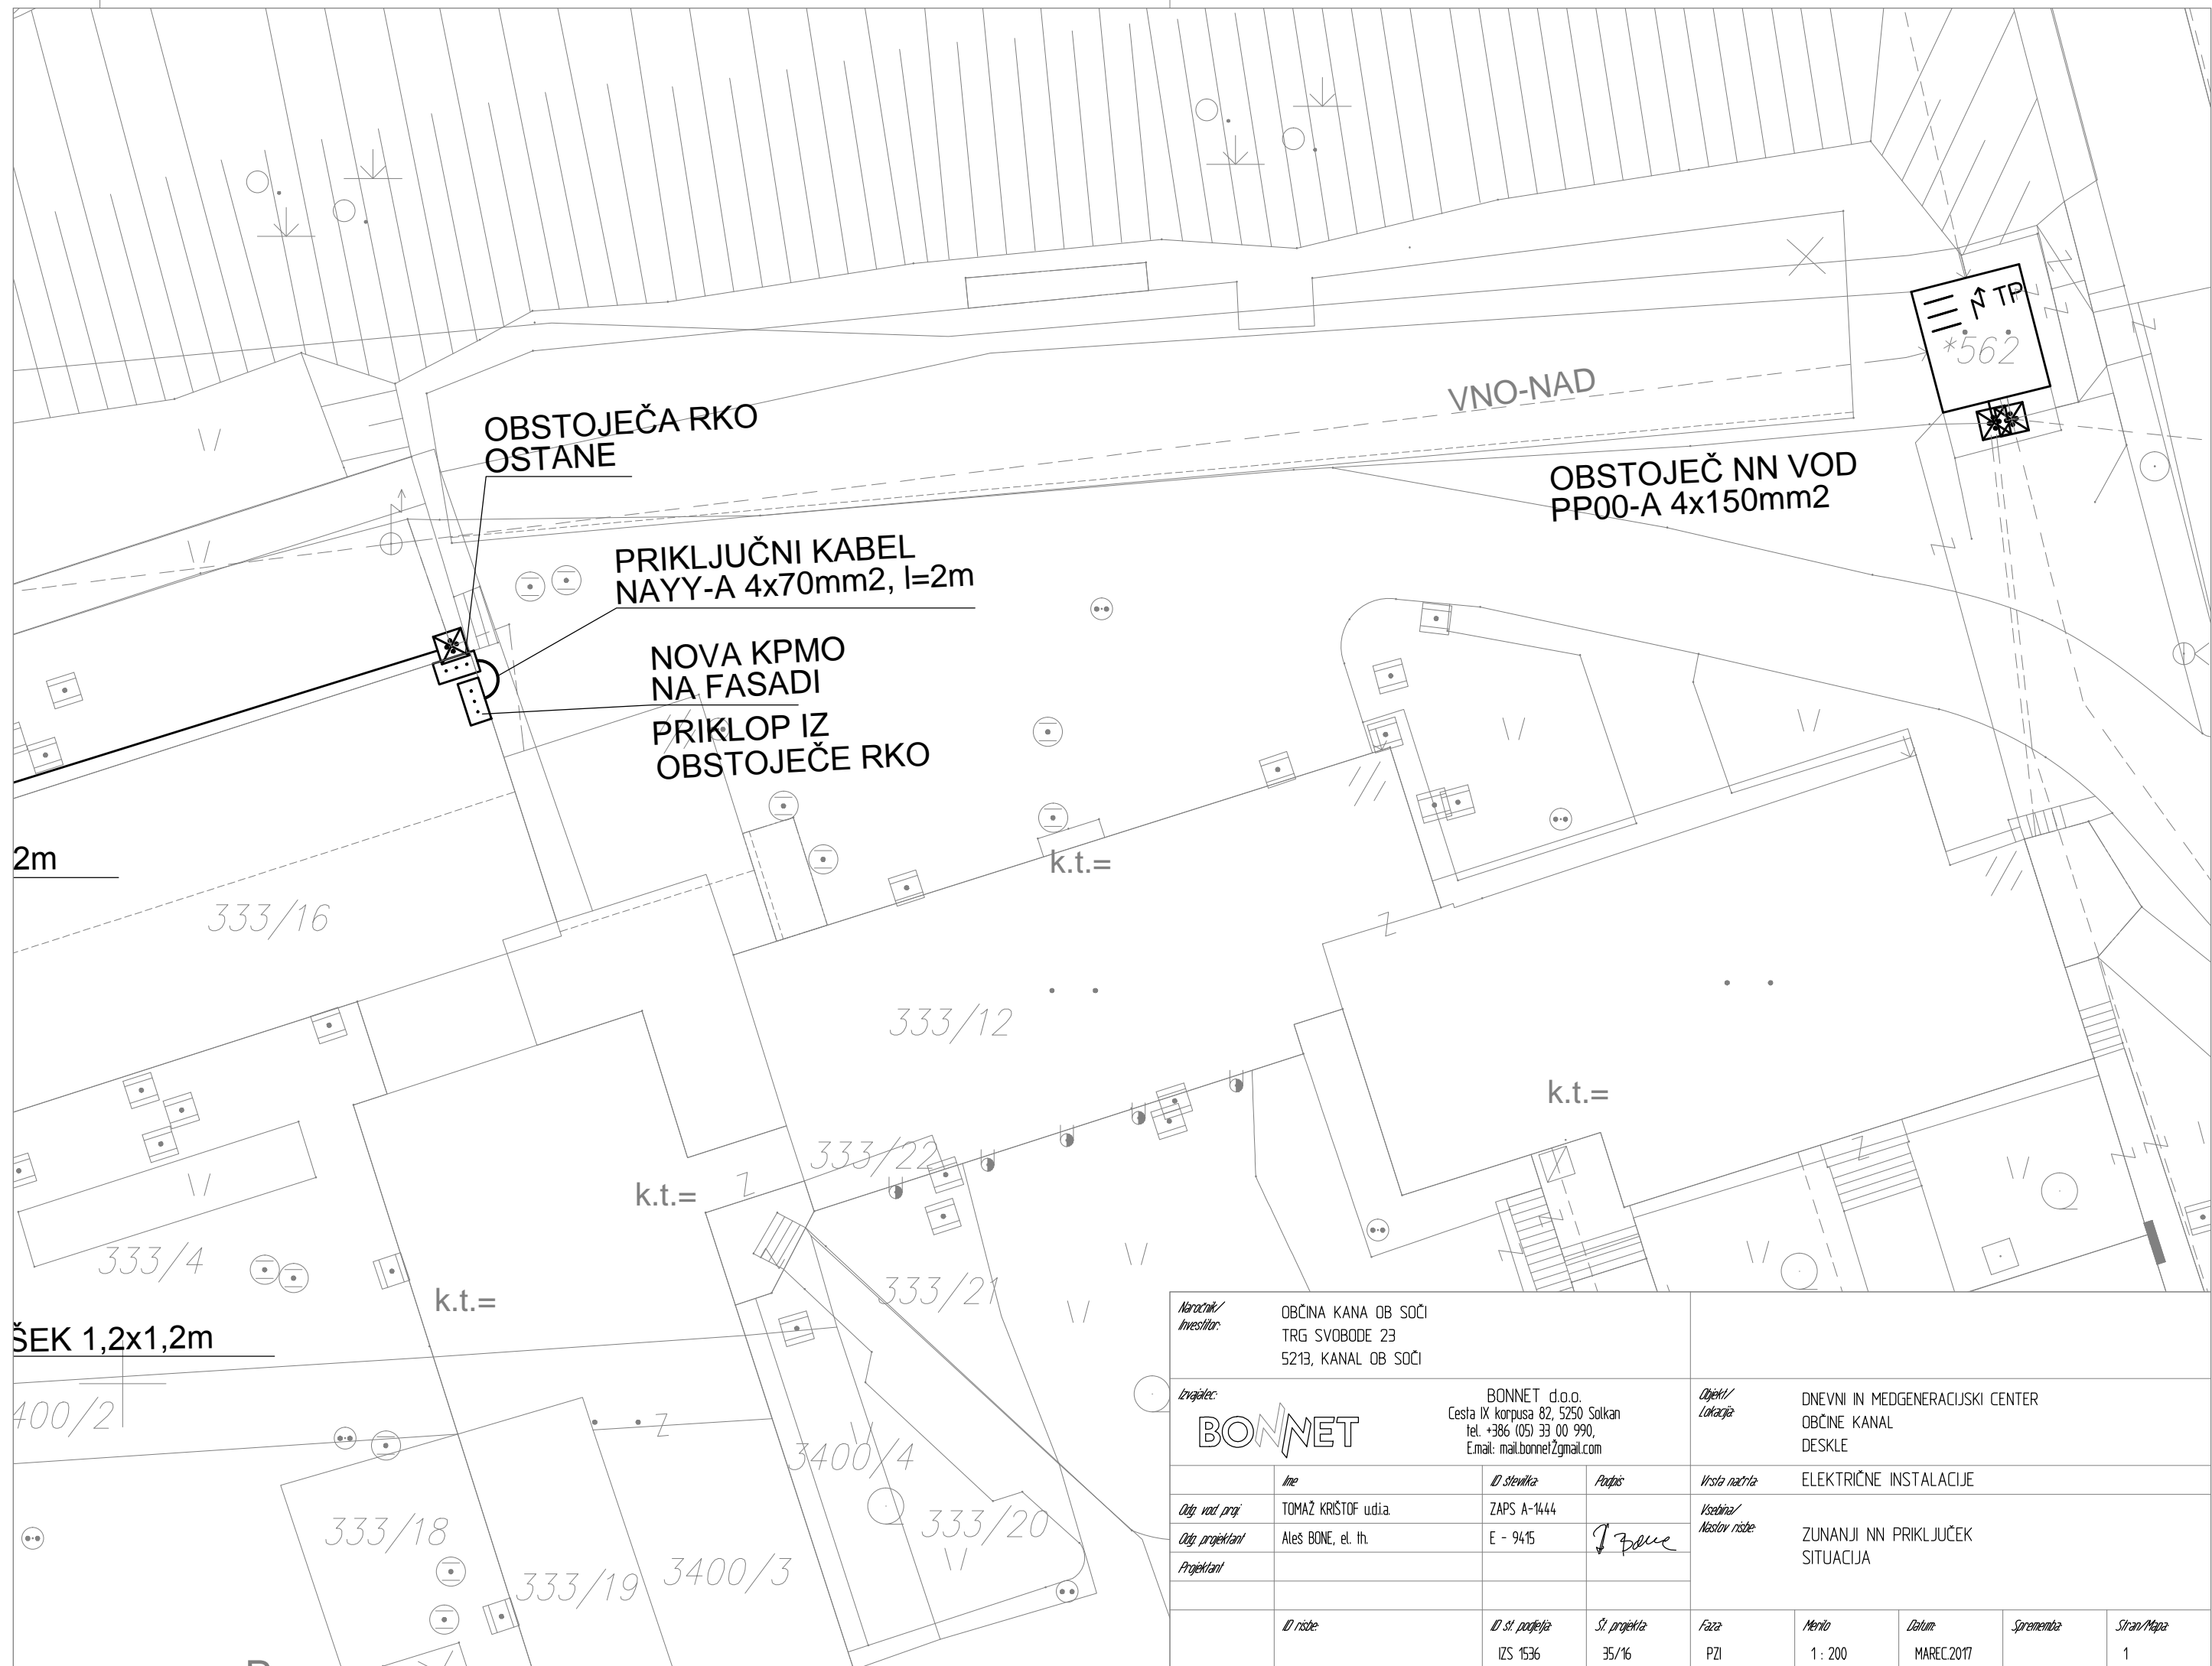 TP
*562
VNO-NAD
OBSTOJEČA RKO
OSTANE
OBSTOJEČ NN VOD
PP00-A 4x150mm2
PRIKLJUČNI KABEL
NAYY-A 4x70mm2, l=2m
NOVA KPMO
NA FASADI
PRIKLOP IZ
OBSTOJEČE RKO
2m
k.t.=
333/16
333/12
k.t.=
333/22
k.t.=
333/4
333/21
k.t.=
ŠEK 1,2x1,2m
400/2
3400/4
333/18
333/20
333/19
3400/3
Naročnik/
Investitor:
OBČINA KANA OB SOČI
TRG SVOBODE 23
5213, KANAL OB SOČI
Izvajalec:
BONNET
BONNET d.o.o.
Cesta IX korpusa 82, 5250 Solkan
tel. +386 (05) 33 00 990,
E.mail: mail.bonnetŽgmail.com
Objekt/
Lokacija:
DNEVNI IN MEDGENERACIJSKI CENTER
OBČINE KANAL
DESKLE
Ime
ID številka:
Podpis
Vrsta načrta:
ELEKTRIČNE INSTALACIJE
Odg. vod. proj.
TOMAŽ KRIŠTOF u.d.i.a.
ZAPS A-1444
Odg. projektant
Aleš BONE, el. th.
E - 9415
Bone
Projektant
Vsebina/
Naslov risbe:
ZUNANJI NN PRIKLJUČEK
SITUACIJA
ID risbe:
ID št. podjetja:
IZS 1536
Št. projekta:
35/16
Faza:
PZI
Merilo
1 : 200
Datum:
MAREC.2017
Sprememba:
Stran/Mapa:
1